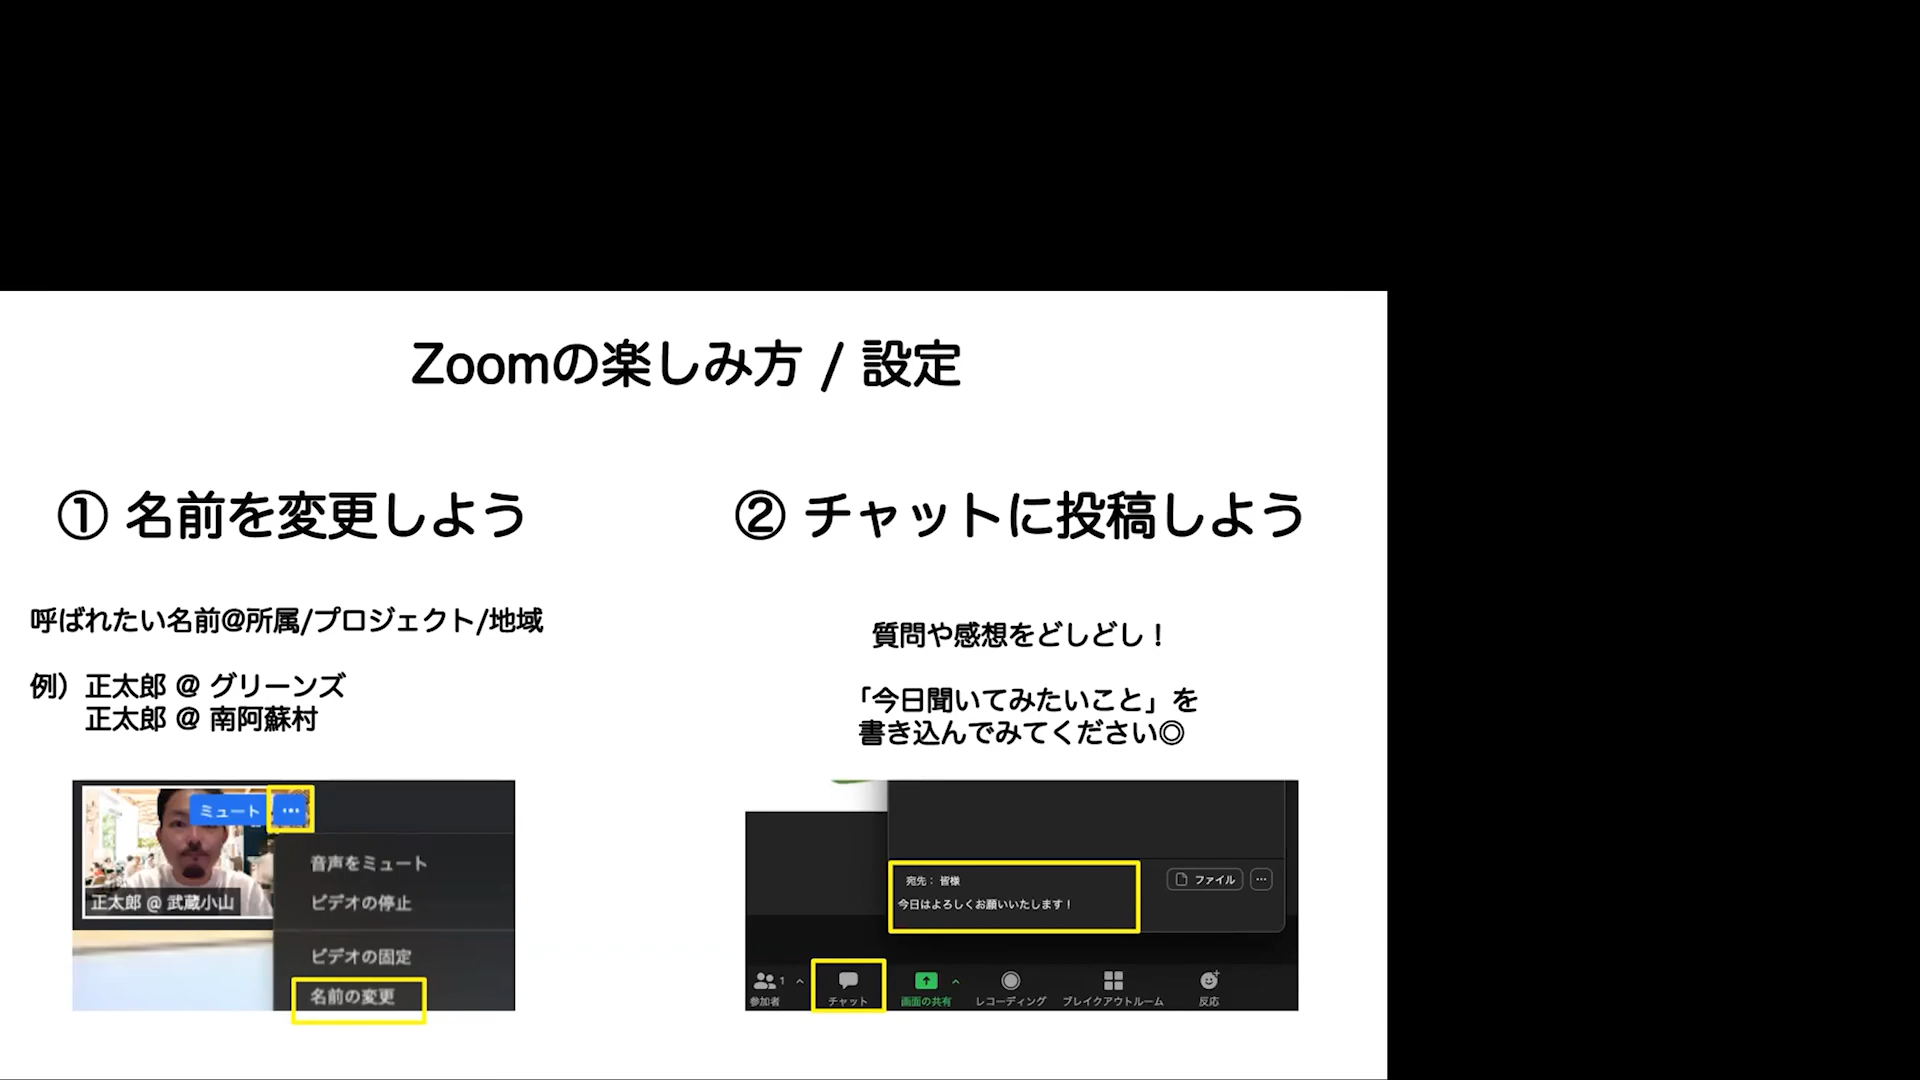 Zoomの楽しみ方 / 設定
① 名前を変更しよう
呼ばれたい名前@所属/プロジェクト/地域
例）正太郎 @ グリーンズ
正太郎 @ 南阿蘇村
ミュート
…
音声をミュート
ビデオの停止
正太郎 @ 武蔵小山
ビデオの固定
名前の変更
② チャットに投稿しよう
質問や感想をどしどし！
「今日聞いてみたいこと」を
書き込んでみてください◎
宛先： 皆様
今日はよろしくお願いいたします！
ファイル
…
1
参加者
チャット
画面の共有
レコーディング
ブレイクアウトルーム
反応